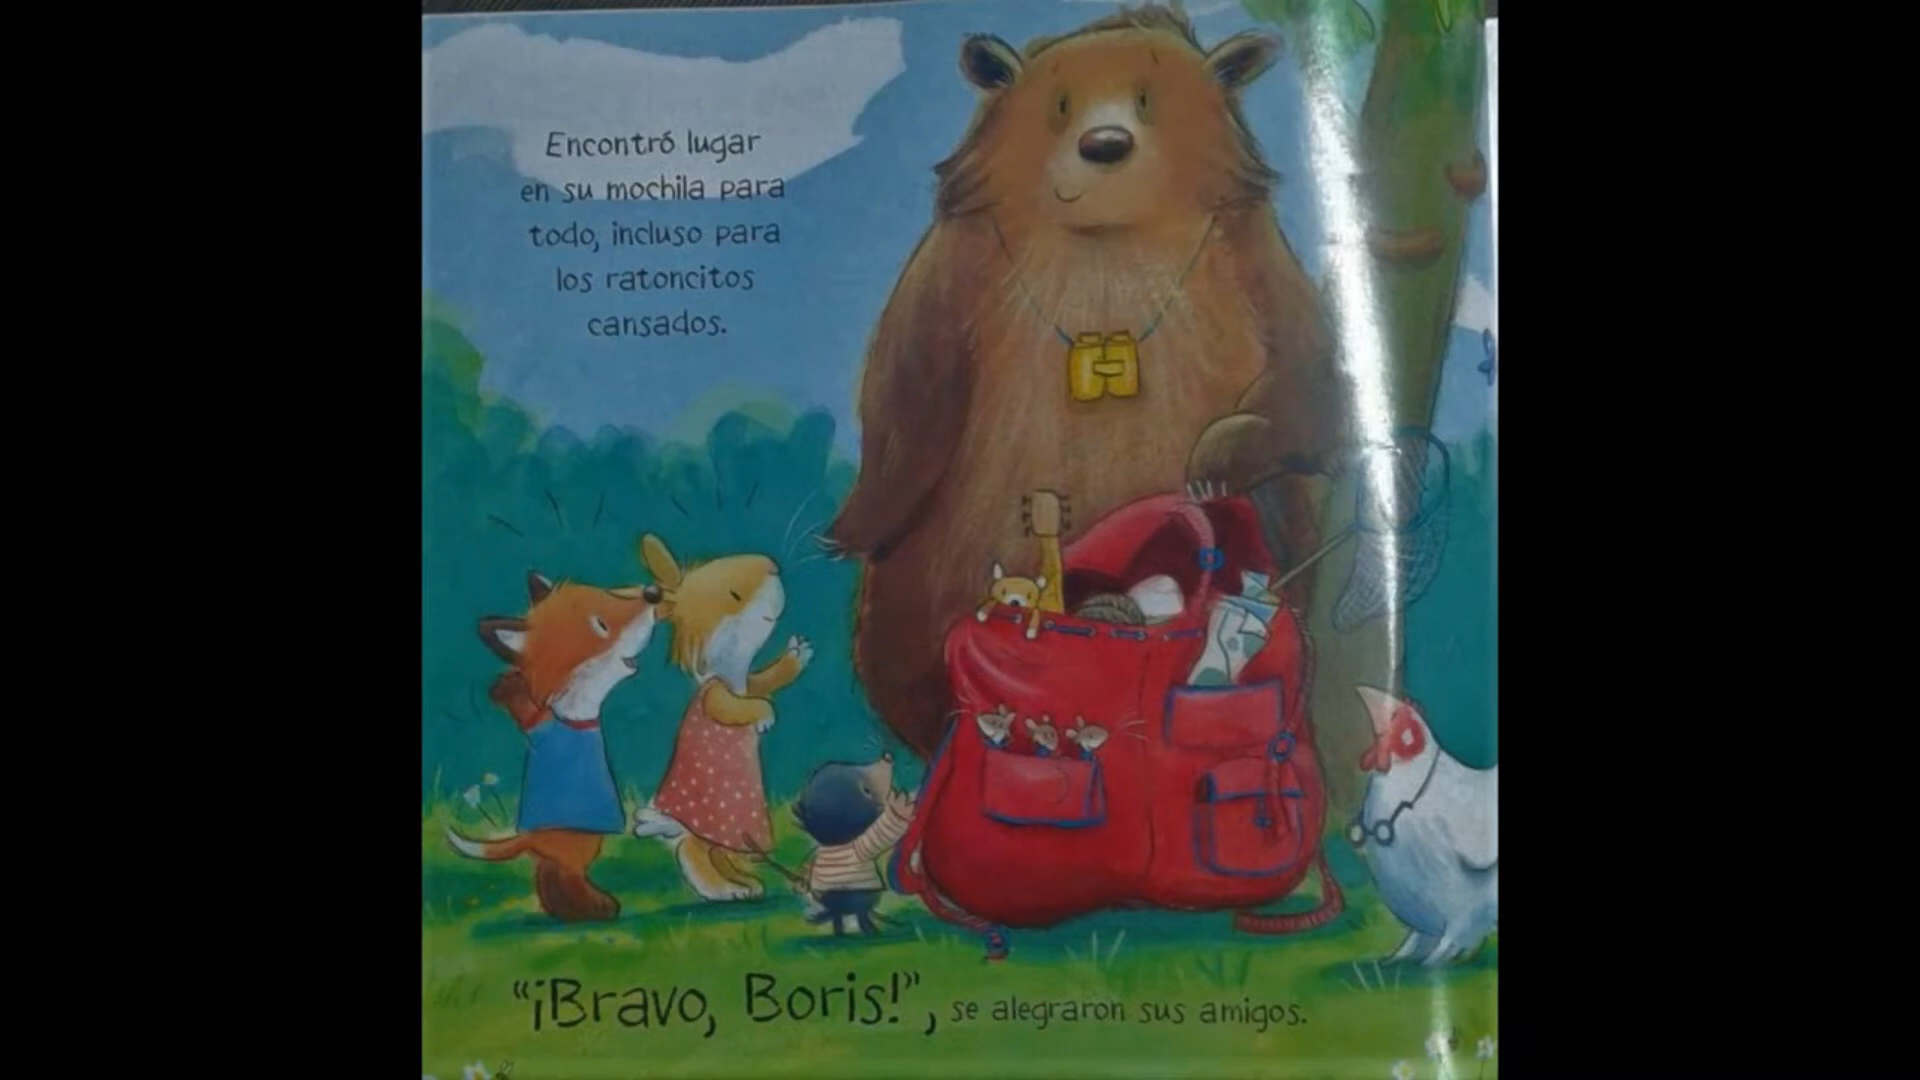 Encontró lugar
en su mochila para
todo, incluso para
los ratoncitos
cansados.
“¡Bravo, Boris!”, se alegraron sus amigos.